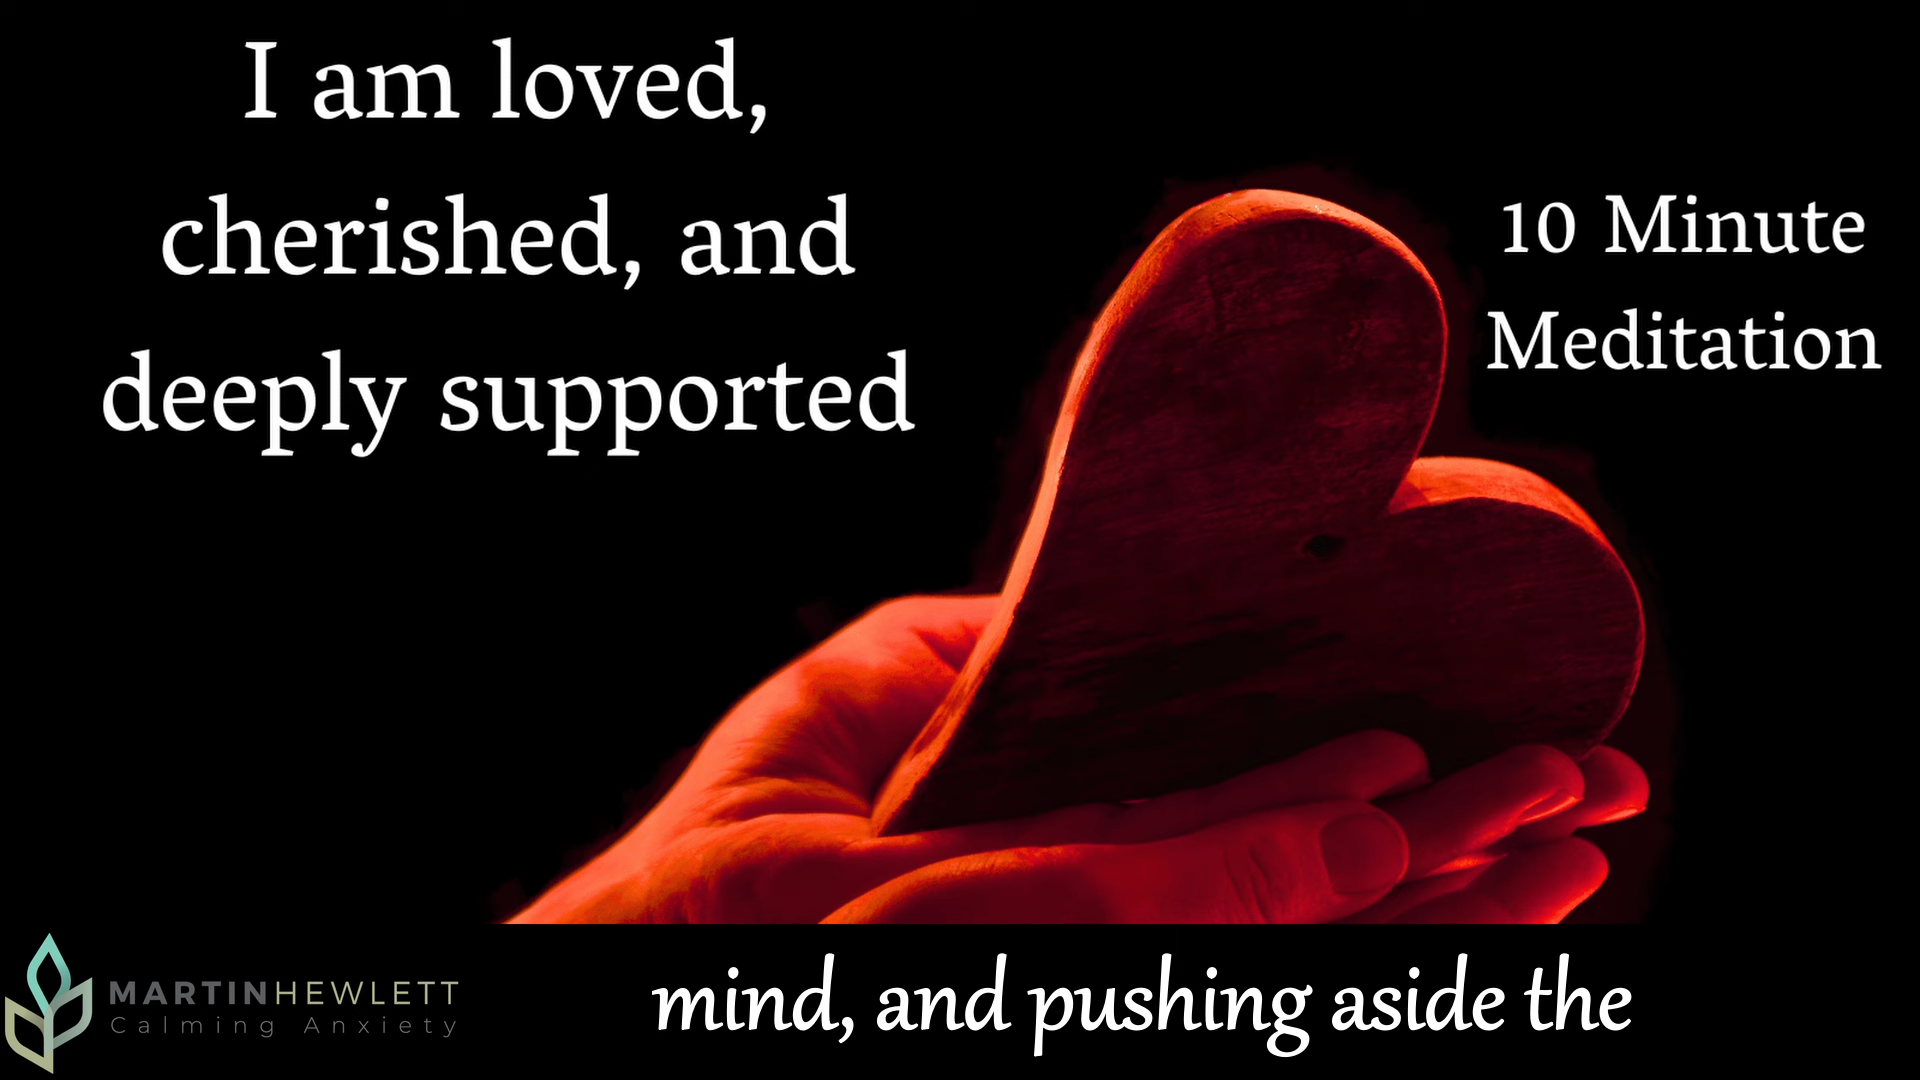 I am loved,
cherished, and
deeply supported
10 Minute
Meditation
MARTINHEWLETT
Calming Anxiety
mind, and pushing aside the